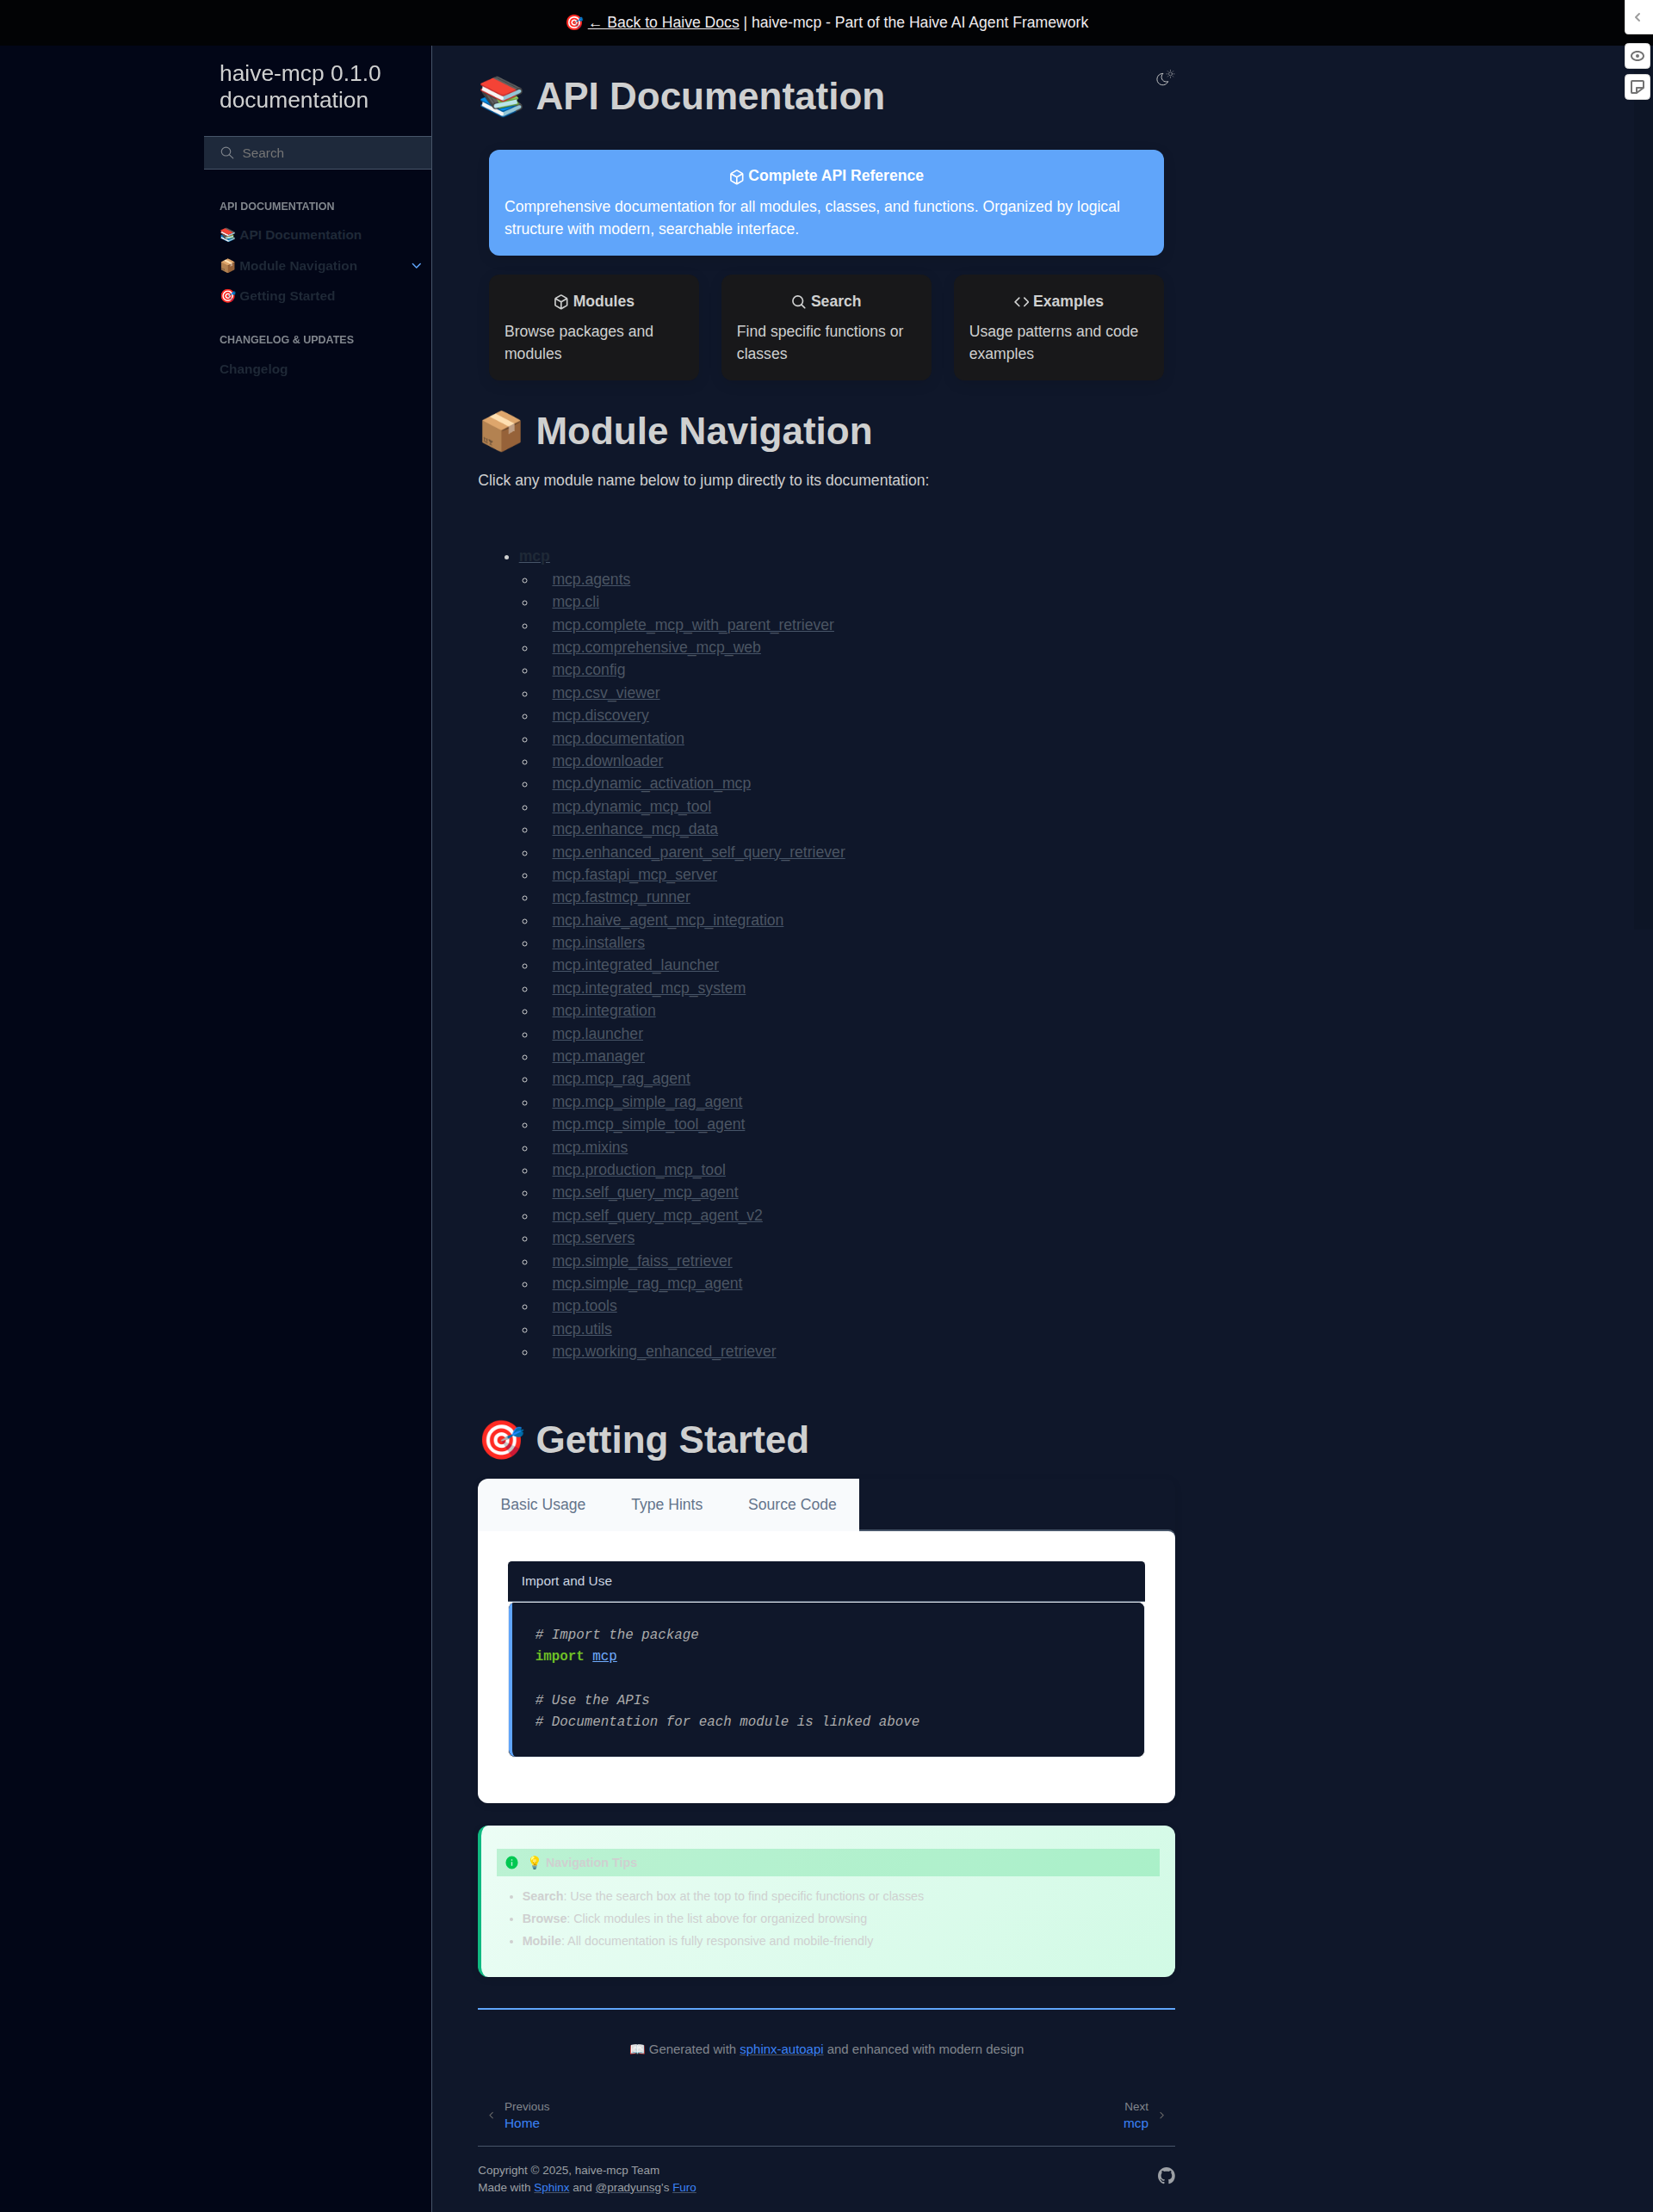 🎯 ← Back to Haive Docs | haive-mcp - Part of the Haive AI Agent Framework
haive-mcp 0.1.0
documentation
Search
API DOCUMENTATION
📚 API Documentation
📦 Module Navigation
🎯 Getting Started
CHANGELOG & UPDATES
Changelog
📚 API Documentation
Complete API Reference
Comprehensive documentation for all modules, classes, and functions. Organized by logical
structure with modern, searchable interface.
Modules
Browse packages and
modules
Search
Find specific functions or
classes
Examples
Usage patterns and code
examples
📦 Module Navigation
Click any module name below to jump directly to its documentation:
mcp
mcp.agents
mcp.cli
mcp.complete_mcp_with_parent_retriever
mcp.comprehensive_mcp_web
mcp.config
mcp.csv_viewer
mcp.discovery
mcp.documentation
mcp.downloader
mcp.dynamic_activation_mcp
mcp.dynamic_mcp_tool
mcp.enhance_mcp_data
mcp.enhanced_parent_self_query_retriever
mcp.fastapi_mcp_server
mcp.fastmcp_runner
mcp.haive_agent_mcp_integration
mcp.installers
mcp.integrated_launcher
mcp.integrated_mcp_system
mcp.integration
mcp.launcher
mcp.manager
mcp.mcp_rag_agent
mcp.mcp_simple_rag_agent
mcp.mcp_simple_tool_agent
mcp.mixins
mcp.production_mcp_tool
mcp.self_query_mcp_agent
mcp.self_query_mcp_agent_v2
mcp.servers
mcp.simple_faiss_retriever
mcp.simple_rag_mcp_agent
mcp.tools
mcp.utils
mcp.working_enhanced_retriever
🎯 Getting Started
Basic Usage Type Hints Source Code
Import and Use
# Import the package
import mcp
# Use the APIs
# Documentation for each module is linked above
💡 Navigation Tips
Search: Use the search box at the top to find specific functions or classes
Browse: Click modules in the list above for organized browsing
Mobile: All documentation is fully responsive and mobile-friendly
📖 Generated with sphinx-autoapi and enhanced with modern design
Previous
Home
Next
mcp
Copyright © 2025, haive-mcp Team
Made with Sphinx and @pradyunsg's Furo